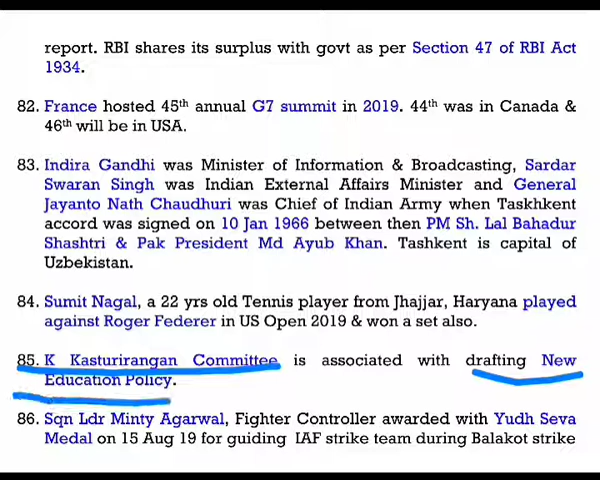 report. RBI shares its surplus with govt as per Section 47 of RBI Act
1934.
82. France hosted 45th annual G7 summit in 2019. 44th was in Canada &
46th will be in USA.
83. Indira Gandhi was Minister of Information & Broadcasting, Sardar
Swaran Singh was Indian External Affairs Minister and General
Jayanto Nath Chaudhuri was Chief of Indian Army when Taskhkent
accord was signed on 10 Jan 1966 between then PM Sh. Lal Bahadur
Shashtri & Pak President Md Ayub Khan. Tashkent is capital of
Uzbekistan.
84. Sumit Nagal, a 22 yrs old Tennis player from Jhajjar, Haryana played
against Roger Federer in US Open 2019 & won a set also.
85. K Kasturirangan Committee is associated with drafting New
Education Policy.
86. Sqn Ldr Minty Agarwal, Fighter Controller awarded with Yudh Seva
Medal on 15 Aug 19 for guiding IAF strike team during Balakot strike